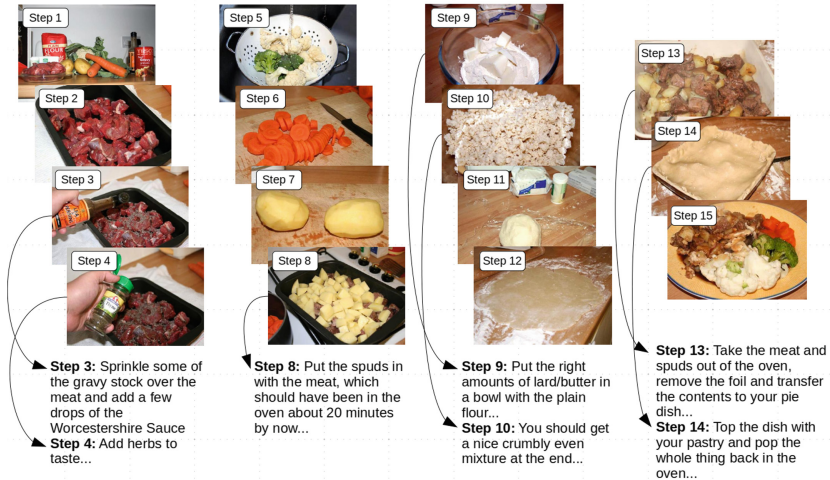 Step 1
Step 2
Step 3
Step 4
Step 5
Step 6
Step 7
Step 8
Step 9
Step 10
Step 11
Step 12
Step 13
Step 14
Step 15
FLOUR
Step 3: Sprinkle some of
the gravy stock over the
meat and add a few
drops of the
Worcestershire Sauce
Step 4: Add herbs to
taste...
Step 8: Put the spuds in
with the meat, which
should have been in the
oven about 20 minutes
by now...
Step 9: Put the right
amounts of lard/butter in
a bowl with the plain
flour...
Step 10: You should get
a nice crumbly even
mixture at the end...
Step 13: Take the meat and
spuds out of the oven,
remove the foil and transfer
the contents to your pie
dish...
Step 14: Top the dish with
your pastry and pop the
whole thing back in the
oven...